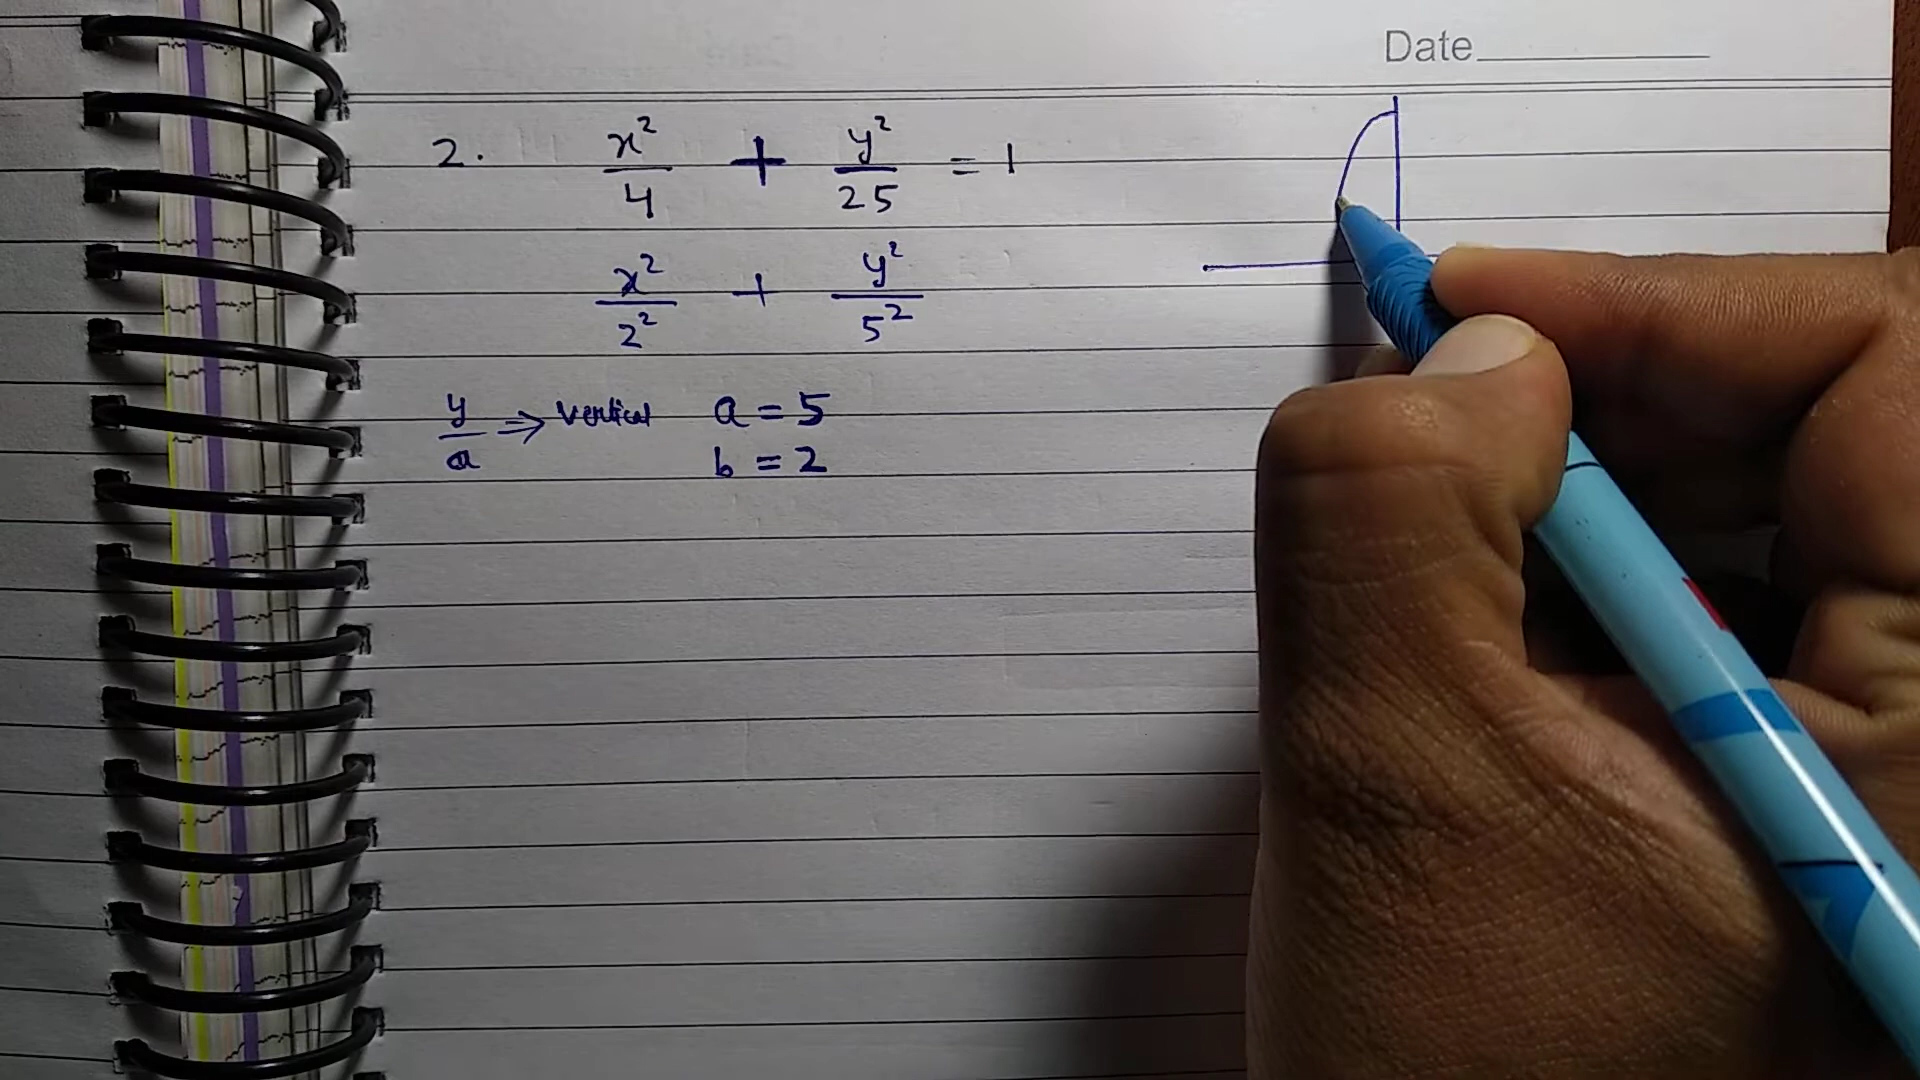 Date
2. x²/4 + y²/25 = 1
x²/2² + y²/5²
y/a ⇒ vertical a = 5
b = 2